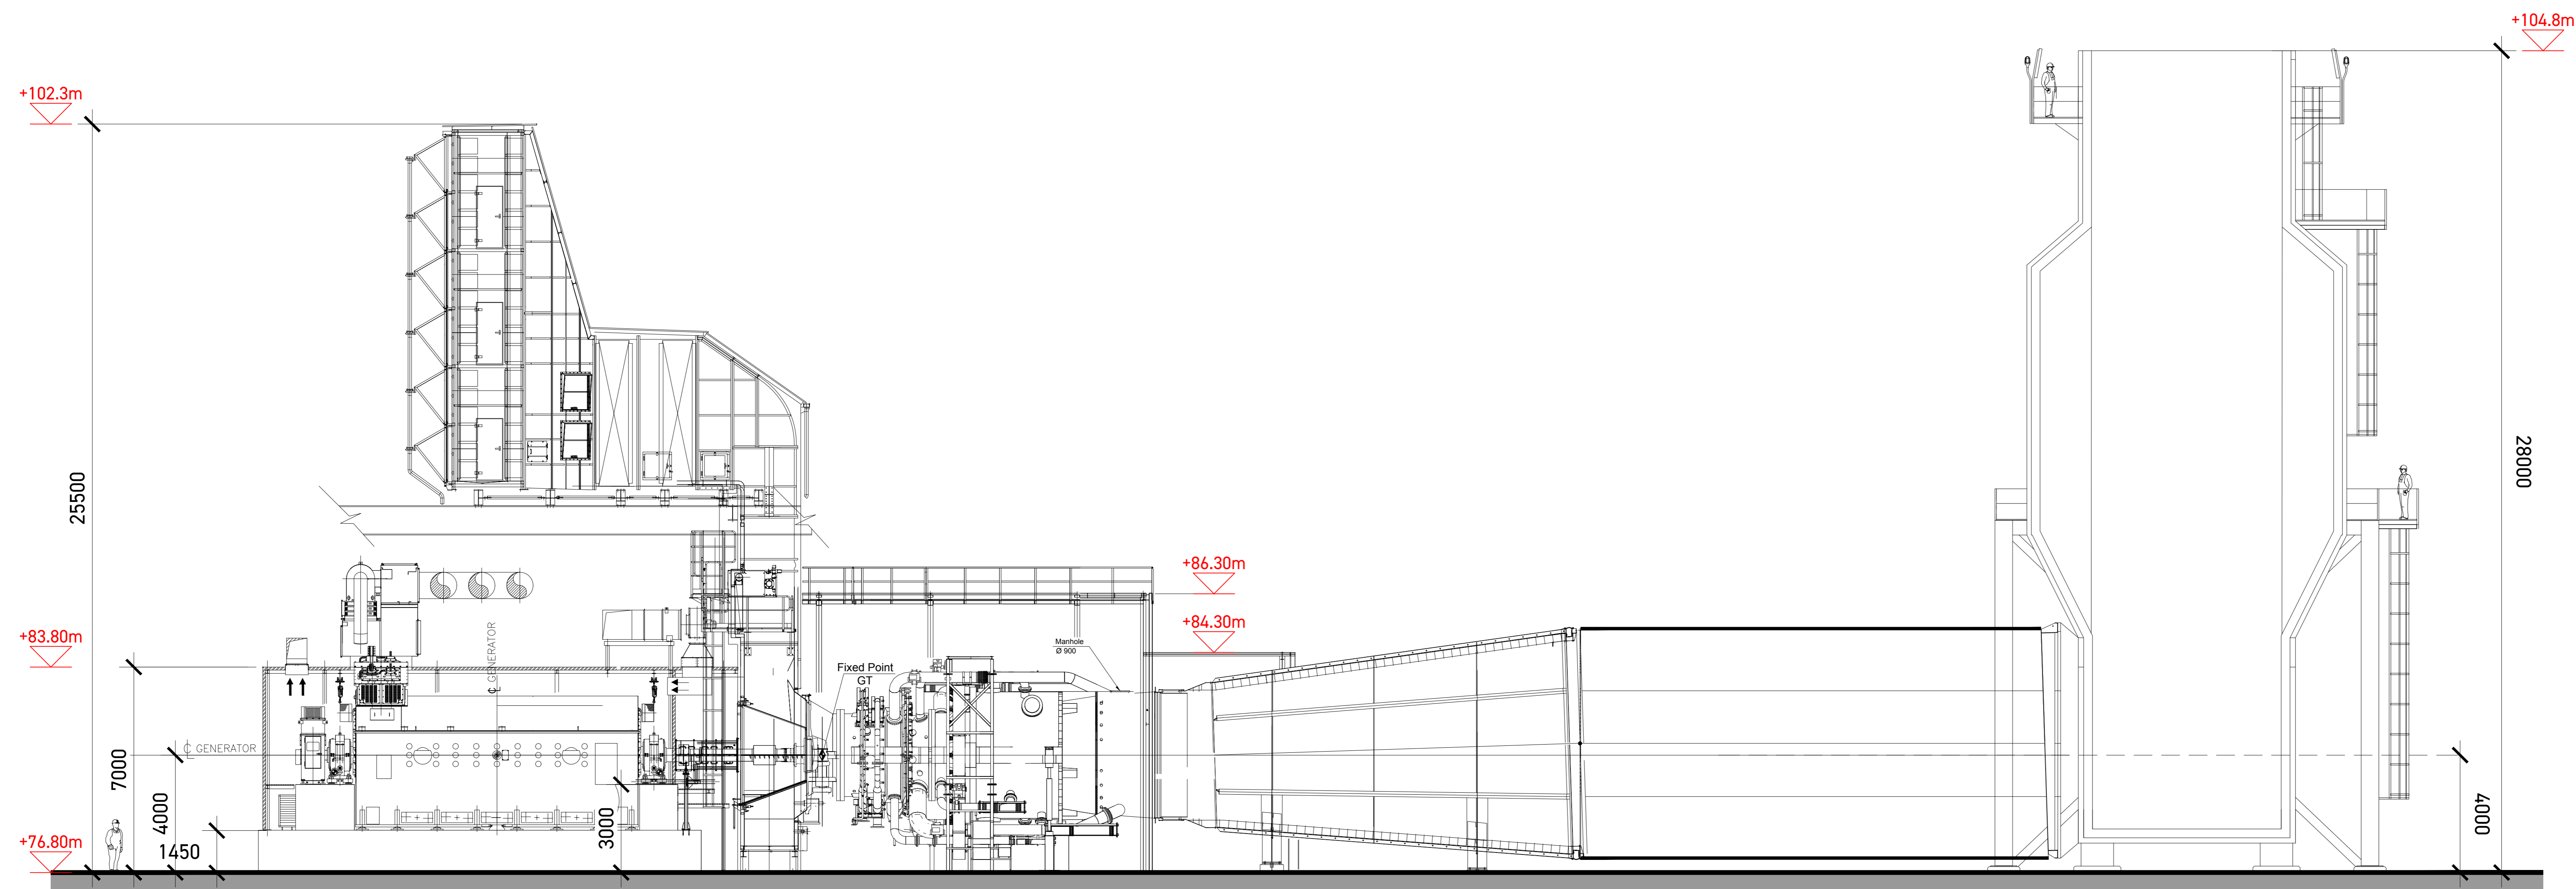 +104.8m
+102.3m
25500
28000
+86.30m
+84.30m
+83.80m
Manhole
Ø 900
Fixed Point
GT
℄ GENERATOR
℄ GENERATOR
7000
4000
3000
4000
1450
+76.80m